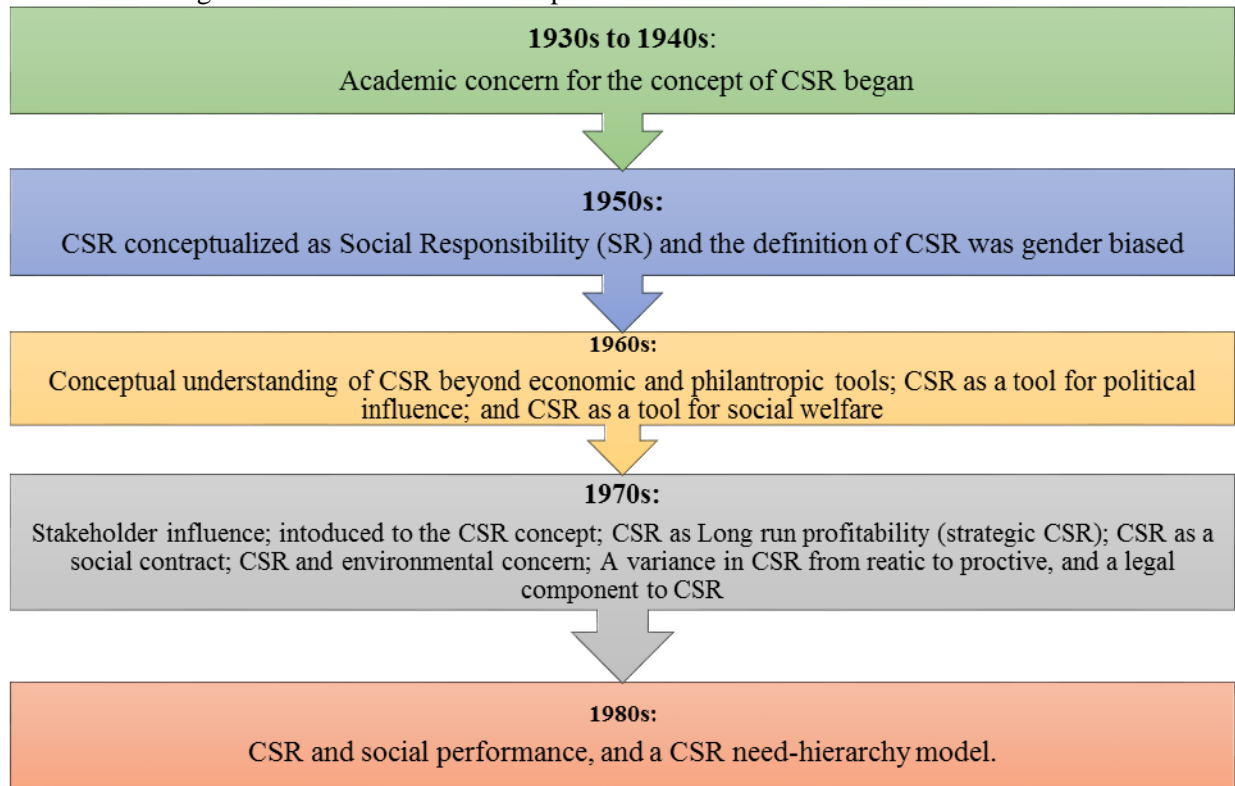 1930s to 1940s:
Academic concern for the concept of CSR began
1950s:
CSR conceptualized as Social Responsibility (SR) and the definition of CSR was gender biased
1960s:
Conceptual understanding of CSR beyond economic and philantropic tools; CSR as a tool for political
influence; and CSR as a tool for social welfare
1970s:
Stakeholder influence; intoduced to the CSR concept; CSR as Long run profitability (strategic CSR); CSR as a
social contract; CSR and environmental concern; A variance in CSR from reatic to proctive, and a legal
component to CSR
1980s:
CSR and social performance, and a CSR need-hierarchy model.